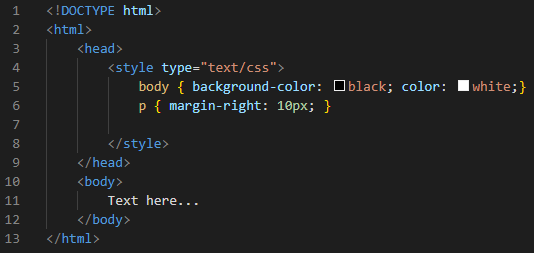 1 <!DOCTYPE html>
2 <html>
3 <head>
4 <style type="text/css">
5 body { background-color: black; color: white;}
6 p { margin-right: 10px; }
7
8 </style>
9 </head>
10 <body>
11 Text here...
12 </body>
13 </html>